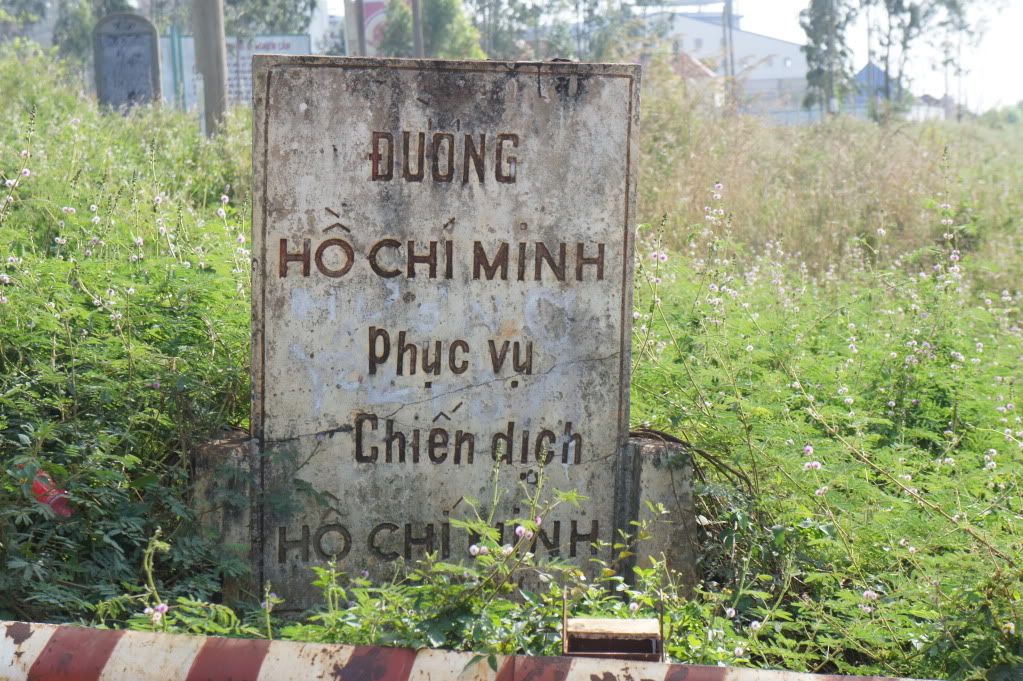 ĐƯỜNG
HỒ CHÍ MINH
Phục vụ
Chiến dịch
HỒ CHÍ MINH